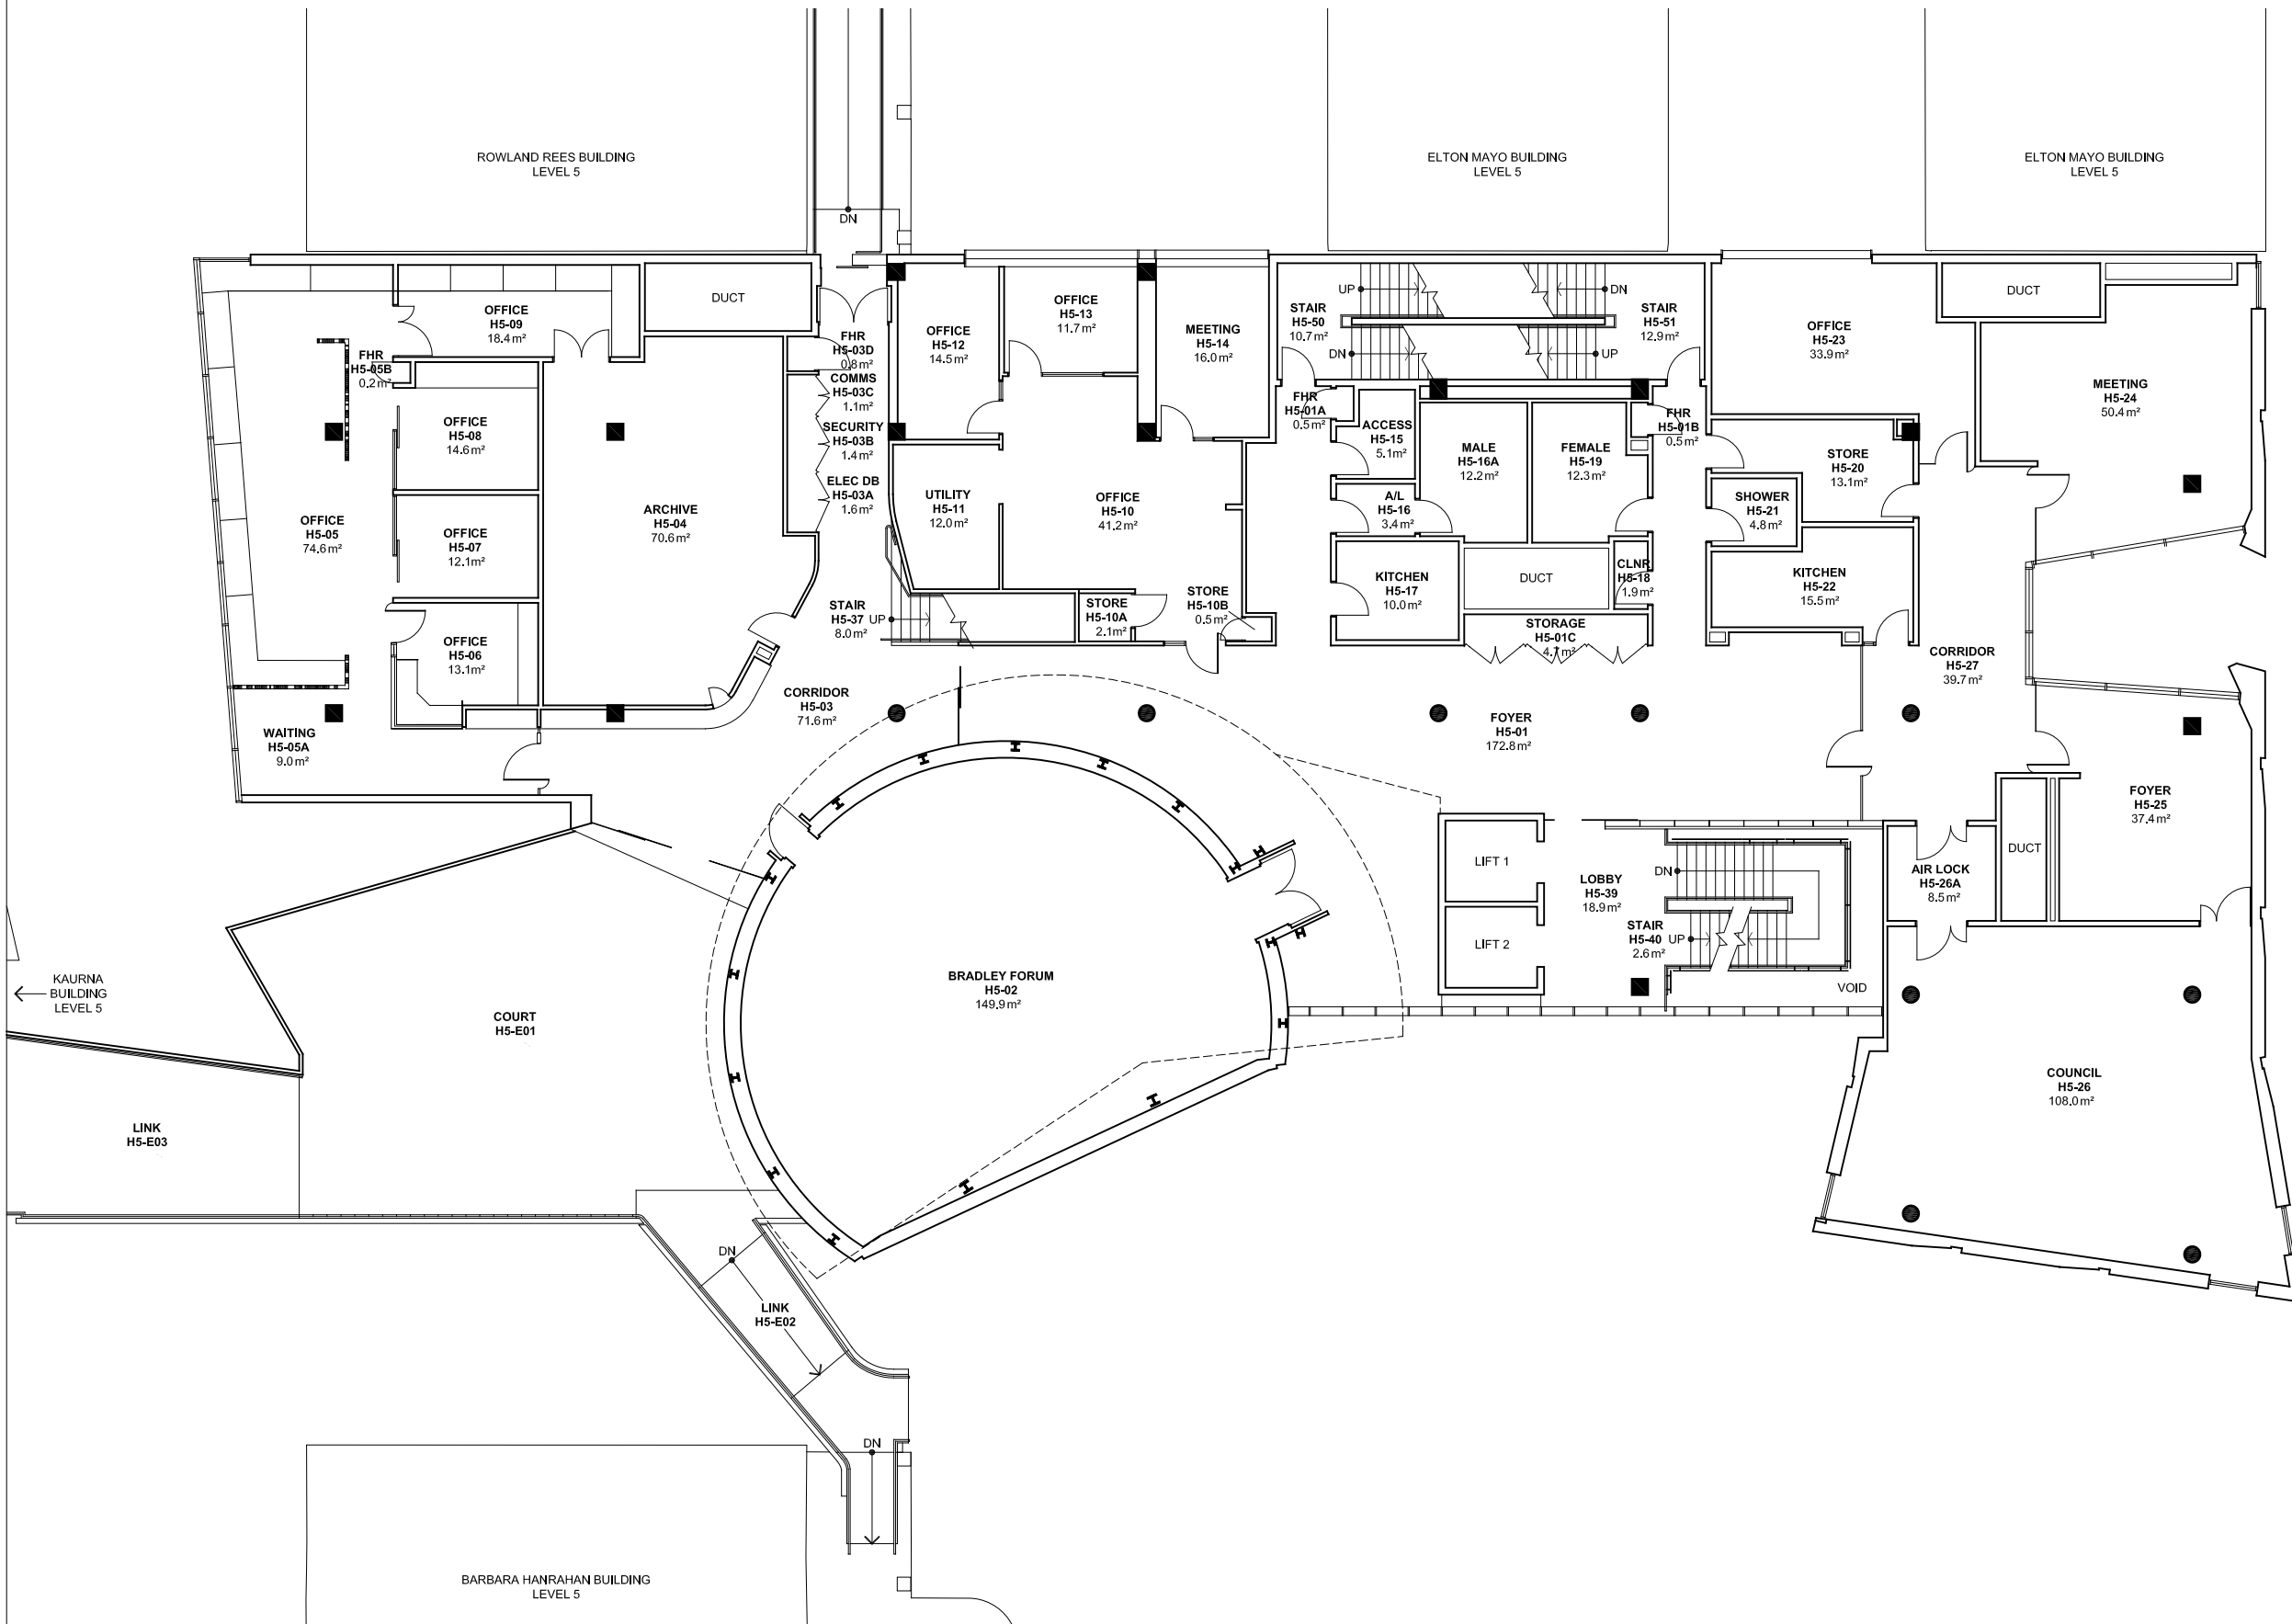 ROWLAND REES BUILDING
LEVEL 5
ELTON MAYO BUILDING
LEVEL 5
ELTON MAYO BUILDING
LEVEL 5
DN
DUCT
OFFICE
H5-09
18.4m²
FHR
H5-05B
0.2m²
OFFICE
H5-08
14.6m²
OFFICE
H5-05
74.6m²
OFFICE
H5-07
12.1m²
OFFICE
H5-06
13.1m²
WAITING
H5-05A
9.0m²
ARCHIVE
H5-04
70.6m²
FHR
H5-03D
0.8m²
COMMS
H5-03C
1.1m²
SECURITY
H5-03B
1.4m²
ELEC DB
H5-03A
1.6m²
STAIR
H5-37
8.0m²
UP
CORRIDOR
H5-03
71.6m²
OFFICE
H5-12
14.5m²
OFFICE
H5-13
11.7m²
MEETING
H5-14
16.0m²
UTILITY
H5-11
12.0m²
OFFICE
H5-10
41.2m²
STORE
H5-10A
2.1m²
STORE
H5-10B
0.5m²
STAIR
H5-50
10.7m²
UP
DN
DN
UP
STAIR
H5-51
12.9m²
FHR
H5-01A
0.5m²
ACCESS
H5-15
5.1m²
MALE
H5-16A
12.2m²
FEMALE
H5-19
12.3m²
FHR
H5-01B
0.5m²
A/L
H5-16
3.4m²
KITCHEN
H5-17
10.0m²
DUCT
CLNR
H5-18
1.9m²
STORAGE
H5-01C
4.7m²
OFFICE
H5-23
33.9m²
DUCT
MEETING
H5-24
50.4m²
STORE
H5-20
13.1m²
SHOWER
H5-21
4.8m²
KITCHEN
H5-22
15.5m²
CORRIDOR
H5-27
39.7m²
FOYER
H5-01
172.8m²
FOYER
H5-25
37.4m²
DUCT
AIR LOCK
H5-26A
8.5m²
LIFT 1
LIFT 2
LOBBY
H5-39
18.9m²
DN
STAIR
H5-40
2.6m²
UP
VOID
BRADLEY FORUM
H5-02
149.9m²
COUNCIL
H5-26
108.0m²
KAURNA
BUILDING
LEVEL 5
COURT
H5-E01
LINK
H5-E03
DN
LINK
H5-E02
DN
BARBARA HANRAHAN BUILDING
LEVEL 5